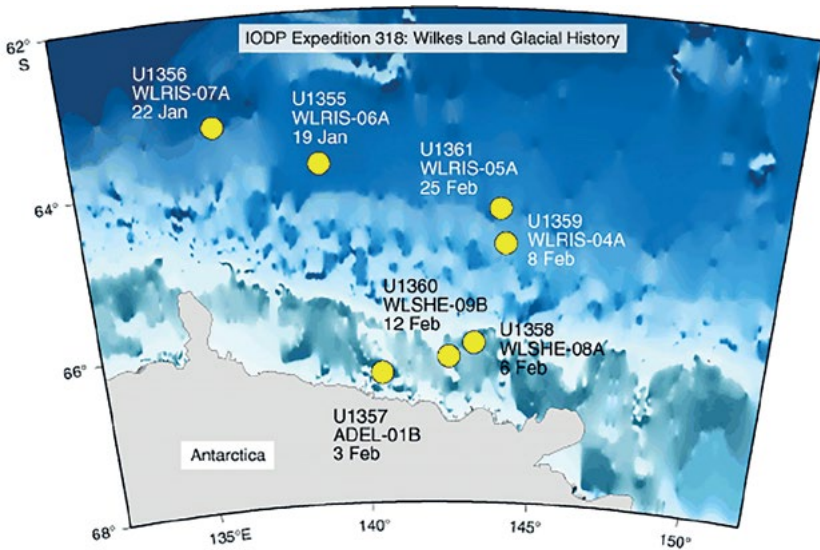 IODP Expedition 318: Wilkes Land Glacial History
62°
S
U1356
WLRIS-07A
22 Jan
U1355
WLRIS-06A
19 Jan
U1361
WLRIS-05A
25 Feb
64°
U1359
WLRIS-04A
8 Feb
U1360
WLSHE-09B
12 Feb
U1358
WLSHE-08A
6 Feb
66°
U1357
ADEL-01B
3 Feb
Antarctica
68°
135°E
140°
145°
150°